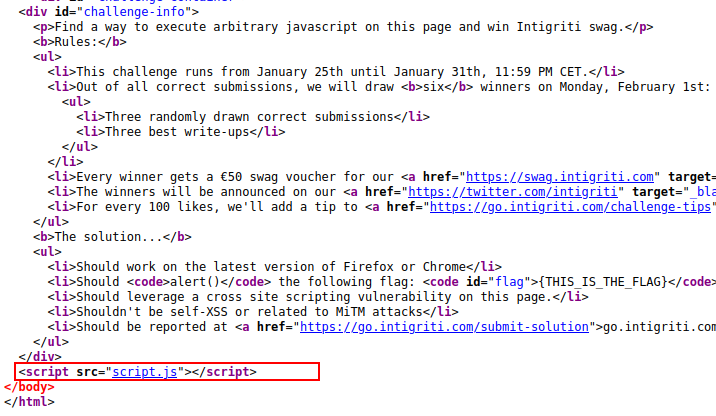 <div id="challenge-info">
<p>Find a way to execute arbitrary javascript on this page and win Intigriti swag.</p>
<b>Rules:</b>
<ul>
<li>This challenge runs from January 25th until January 31th, 11:59 PM CET.</li>
<li>Out of all correct submissions, we will draw <b>six</b> winners on Monday, February 1st:
<ul>
<li>Three randomly drawn correct submissions</li>
<li>Three best write-ups</li>
</ul>
</li>
<li>Every winner gets a €50 swag voucher for our <a href="https://swag.intigriti.com" target=
<li>The winners will be announced on our <a href="https://twitter.com/intigriti" target="_bla
<li>For every 100 likes, we'll add a tip to <a href="https://go.intigriti.com/challenge-tips"
</ul>
<b>The solution...</b>
<ul>
<li>Should work on the latest version of Firefox or Chrome</li>
<li>Should <code>alert()</code> the following flag: <code id="flag">{THIS_IS_THE_FLAG}</code>
<li>Should leverage a cross site scripting vulnerability on this page.</li>
<li>Shouldn't be self-XSS or related to MiTM attacks</li>
<li>Should be reported at <a href="https://go.intigriti.com/submit-solution">go.intigriti.com
</ul>
</div>
<script src="script.js"></script>
</body>
</html>